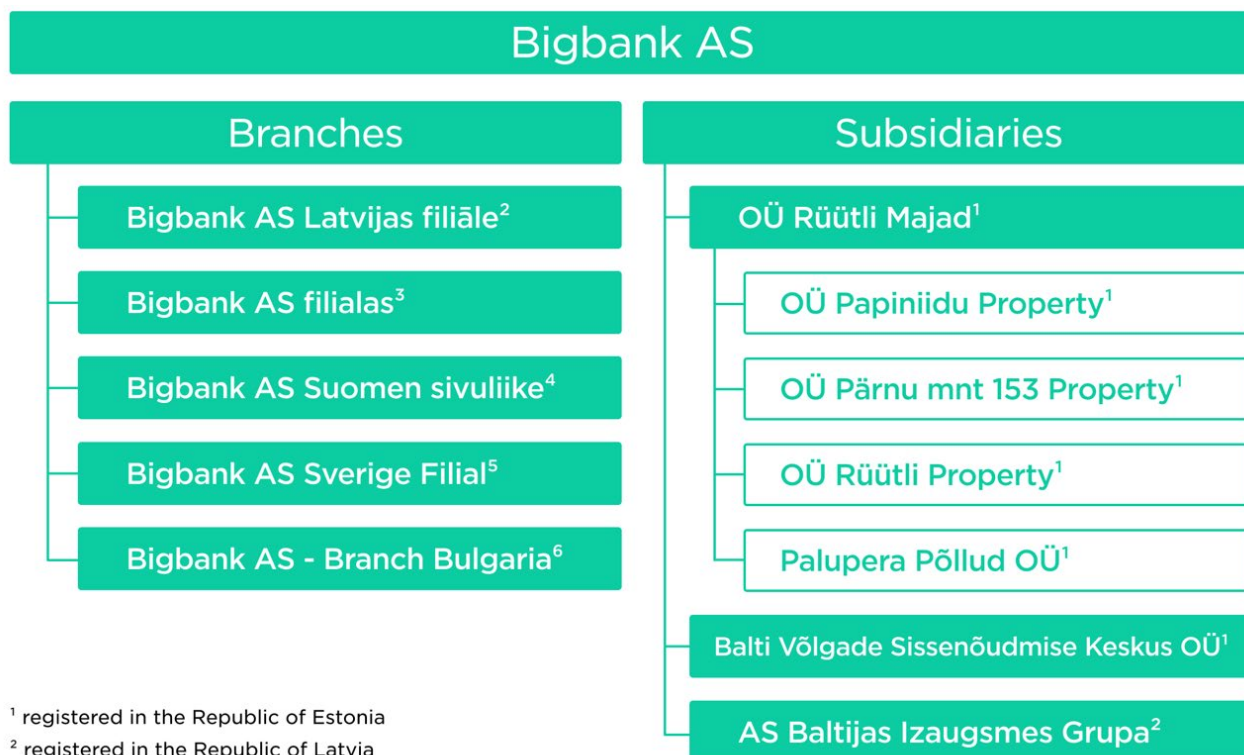 Bigbank AS
Branches
Bigbank AS Latvijas filiāle²
Bigbank AS filialas³
Bigbank AS Suomen sivuliike⁴
Bigbank AS Sverige Filial⁵
Bigbank AS - Branch Bulgaria⁶
Subsidiaries
OÜ Rüütli Majad¹
OÜ Papiniidu Property¹
OÜ Pärnu mnt 153 Property¹
OÜ Rüütli Property¹
Palupera Põllud OÜ¹
Balti Võlgade Sissenõudmise Keskus OÜ¹
AS Baltijas Izaugsmes Grupa²
¹ registered in the Republic of Estonia
² registered in the Republic of Latvia